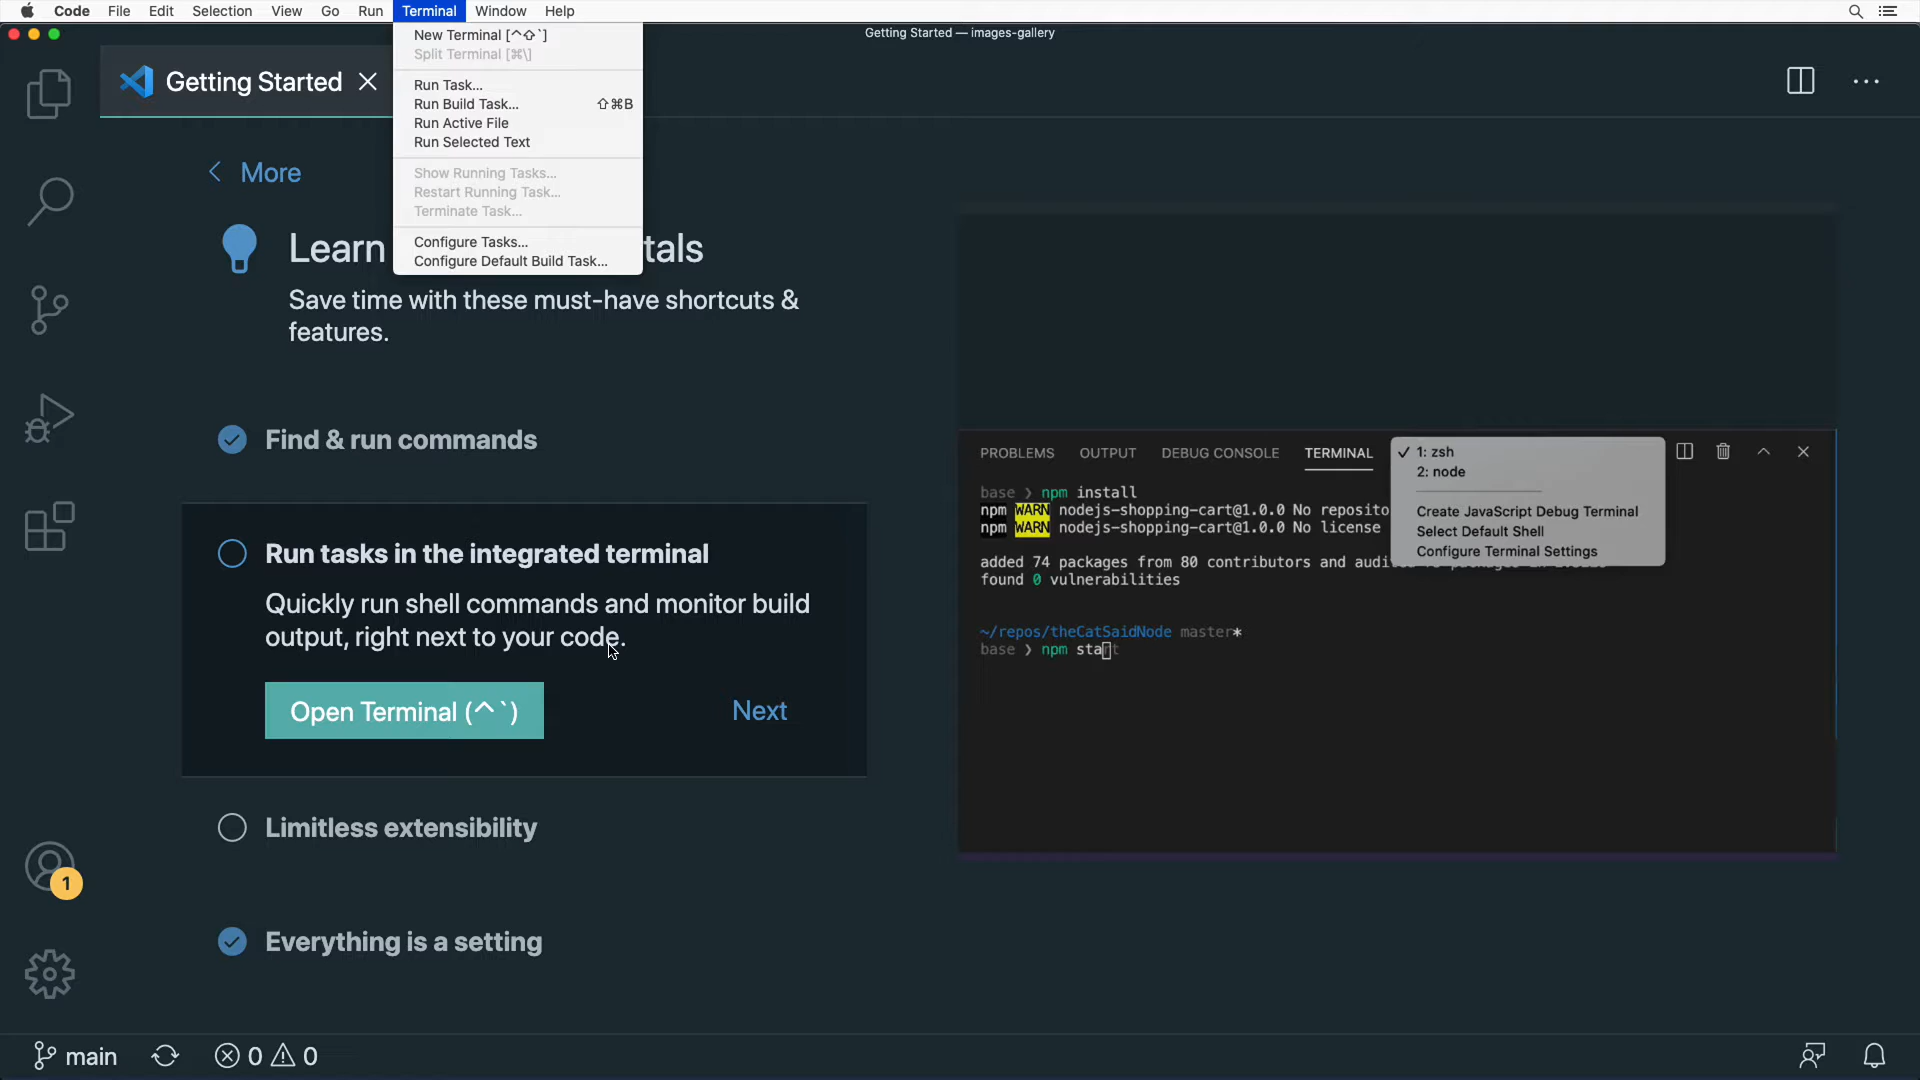 Code File Edit Selection View Go Run Terminal Window Help
Getting Started — images-gallery
New Terminal [^⇧`]
Split Terminal [⌘\]
Run Task...
Run Build Task... ⇧⌘B
Run Active File
Run Selected Text
Show Running Tasks...
Restart Running Task...
Terminate Task...
Configure Tasks...
Configure Default Build Task...
Getting Started
More
Learn tals
Save time with these must-have shortcuts &
features.
Find & run commands
Run tasks in the integrated terminal
Quickly run shell commands and monitor build
output, right next to your code.
Open Terminal (^ `)
Next
Limitless extensibility
Everything is a setting
PROBLEMS OUTPUT DEBUG CONSOLE TERMINAL
✓ 1: zsh
2: node
Create JavaScript Debug Terminal
Select Default Shell
Configure Terminal Settings
base ❯ npm install
npm WARN nodejs-shopping-cart@1.0.0 No reposito
npm WARN nodejs-shopping-cart@1.0.0 No license
added 74 packages from 80 contributors and audi
found 0 vulnerabilities
~/repos/theCatSaidNode master*
base ❯ npm start
1
main
0 0